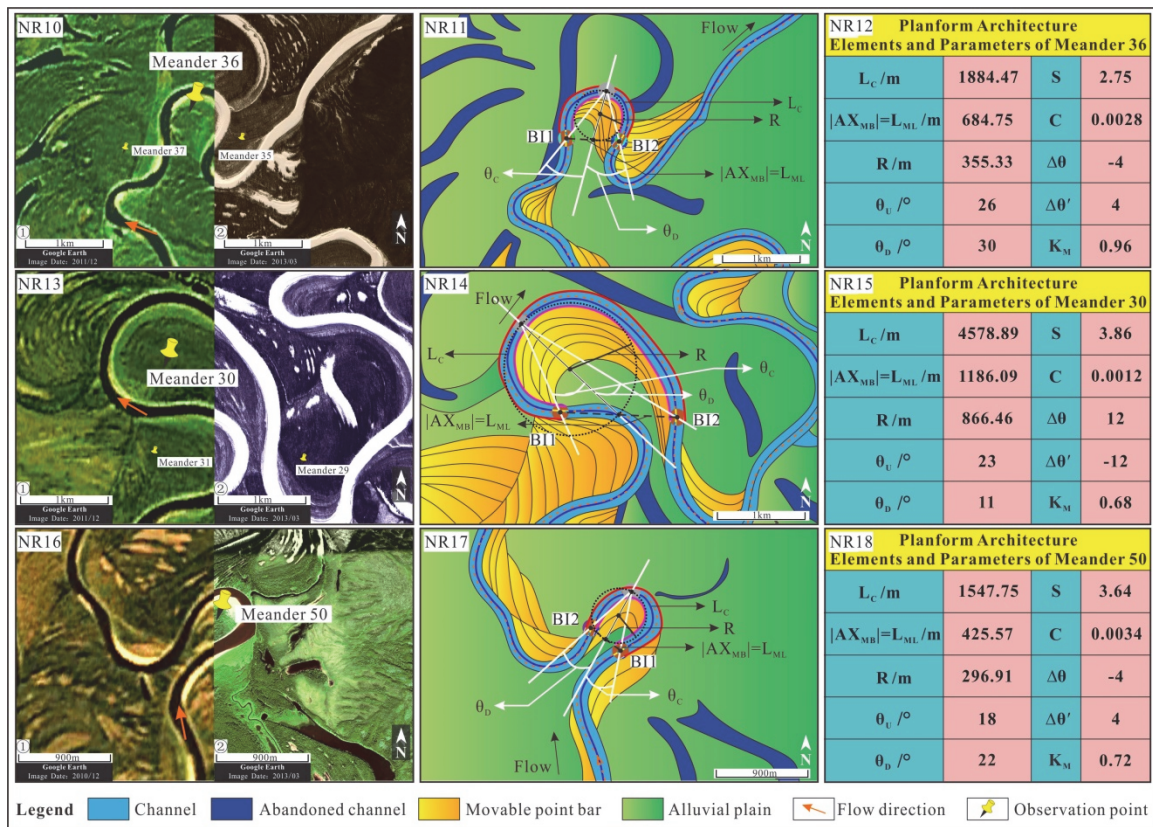 NR10
Meander 36
Meander 37
Meander 35
①
1km
Google Earth
Image Date: 2011/12
②
1km
Google Earth
Image Date: 2013/03
N
NR11
Flow
L_C
R
BI1
BI2
θ_C
|AX_MB|=L_ML
θ_D
N
1km
NR12
Planform Architecture
Elements and Parameters of Meander 36
L_C/m 1884.47 S 2.75
|AX_MB|=L_ML/m 684.75 C 0.0028
R/m 355.33 Δθ -4
θ_U/° 26 Δθ′ 4
θ_D/° 30 K_M 0.96
NR13
Meander 30
Meander 31
Meander 29
①
1km
Google Earth
Image Date: 2011/12
②
1km
Google Earth
Image Date: 2013/03
N
NR14
Flow
L_C
R
θ_C
θ_D
|AX_MB|=L_ML
BI1
BI2
N
1km
NR15
Planform Architecture
Elements and Parameters of Meander 30
L_C/m 4578.89 S 3.86
|AX_MB|=L_ML/m 1186.09 C 0.0012
R/m 866.46 Δθ 12
θ_U/° 23 Δθ′ -12
θ_D/° 11 K_M 0.68
NR16
Meander 50
①
900m
Google Earth
Image Date: 2010/12
②
900m
Google Earth
Image Date: 2013/03
N
NR17
BI2
L_C
R
|AX_MB|=L_ML
BI1
θ_D
θ_C
Flow
N
900m
NR18
Planform Architecture
Elements and Parameters of Meander 50
L_C/m 1547.75 S 3.64
|AX_MB|=L_ML/m 425.57 C 0.0034
R/m 296.91 Δθ -4
θ_U/° 18 Δθ′ 4
θ_D/° 22 K_M 0.72
Legend Channel Abandoned channel Movable point bar Alluvial plain Flow direction Observation point